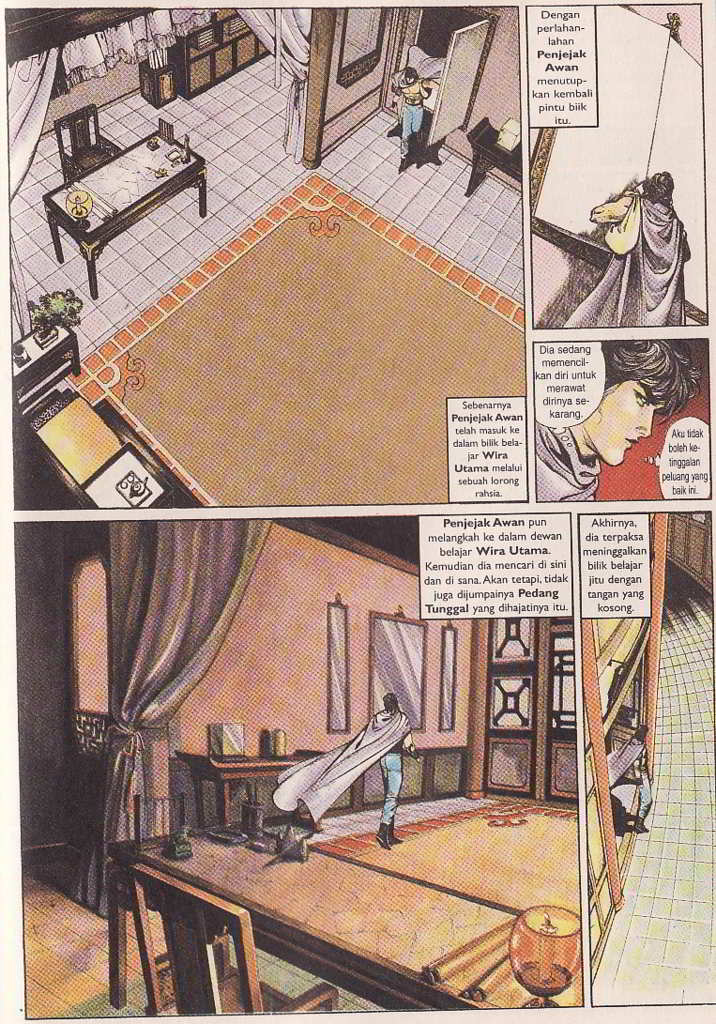 Sebenarnya
Penjejak Awan
telah masuk ke
dalam bilik bela-
jar Wira
Utama melalui
sebuah lorong
rahsia.
Dengan
perlahan-
lahan
Penjejak
Awan
menutup-
kan kembali
pintu biik
itu.
Dia sedang
memencil-
kan diri untuk
merawat
dirinya se-
karang.
Aku tidak
boleh ke-
tinggalan
peluang yang
baik ini.
Penjejak Awan pun
melangkah ke dalam dewan
belajar Wira Utama.
Kemudian dia mencari di sini
dan di sana. Akan tetapi, tidak
juga dijumpainya Pedang
Tunggal yang dihajatinya itu.
Akhirnya,
dia terpaksa
meninggalkan
bilik belajar
jitu dengan
tangan yang
kosong.